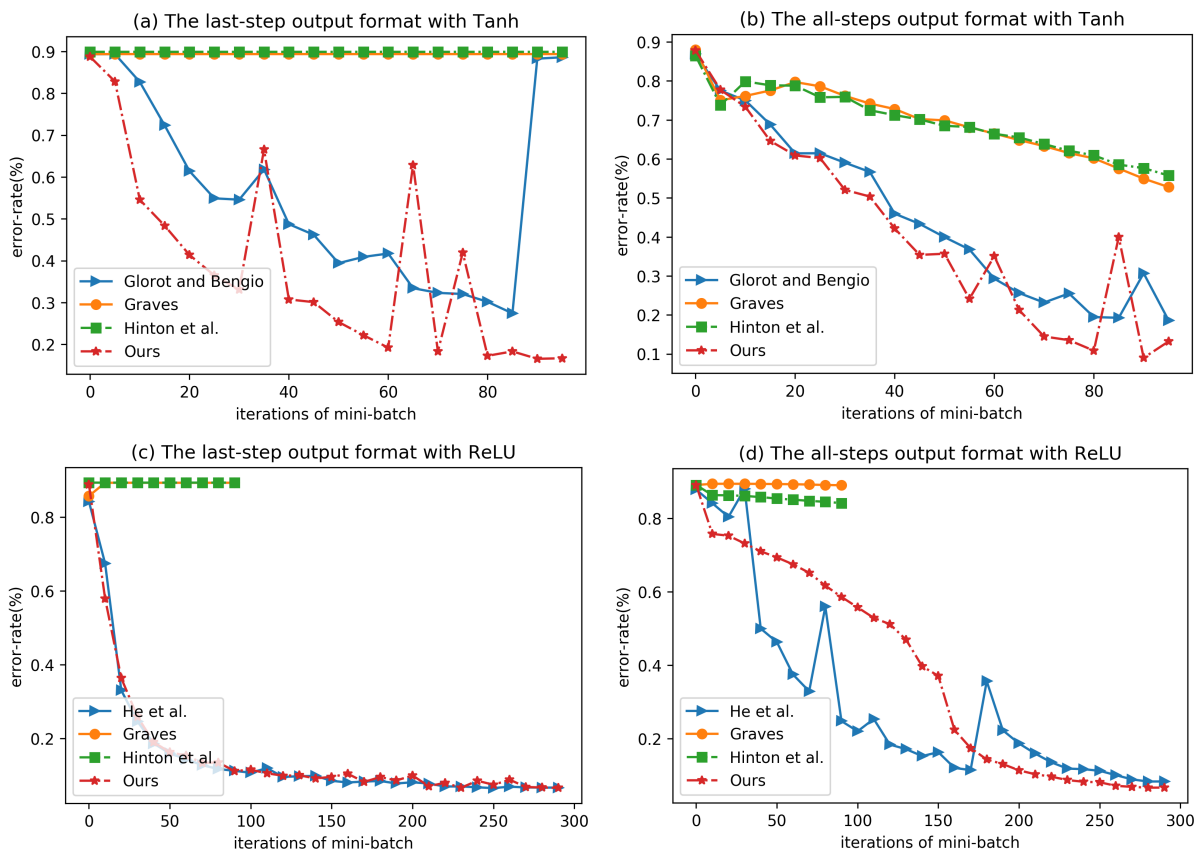 (a) The last-step output format with Tanh
error-rate(%)
0.9
0.8
0.7
0.6
0.5
0.4
0.3
0.2
Glorot and Bengio
Graves
Hinton et al.
Ours
0 20 40 60 80
iterations of mini-batch
(b) The all-steps output format with Tanh
error-rate(%)
0.9
0.8
0.7
0.6
0.5
0.4
0.3
0.2
0.1
Glorot and Bengio
Graves
Hinton et al.
Ours
0 20 40 60 80
iterations of mini-batch
(c) The last-step output format with ReLU
error-rate(%)
0.8
0.6
0.4
0.2
He et al.
Graves
Hinton et al.
Ours
0 50 100 150 200 250 300
iterations of mini-batch
(d) The all-steps output format with ReLU
error-rate(%)
0.8
0.6
0.4
0.2
He et al.
Graves
Hinton et al.
Ours
0 50 100 150 200 250 300
iterations of mini-batch